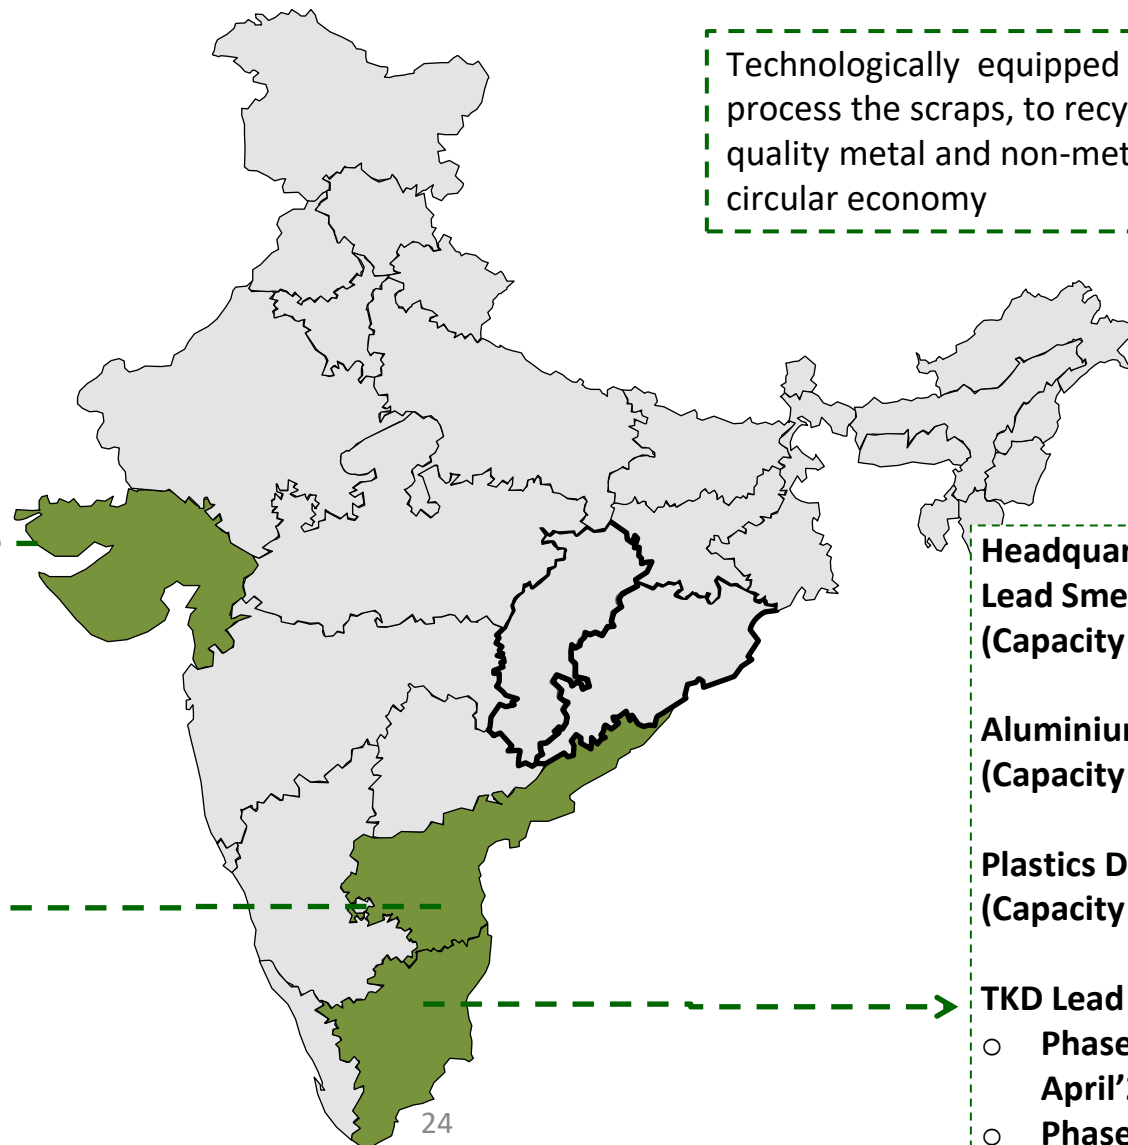 Technologically equipped
process the scraps, to recy
quality metal and non-met
circular economy
Headquar
Lead Sme
(Capacity
Aluminiur
(Capacity
Plastics D
(Capacity
TKD Lead
○ Phase
April’2
○ Phase
24